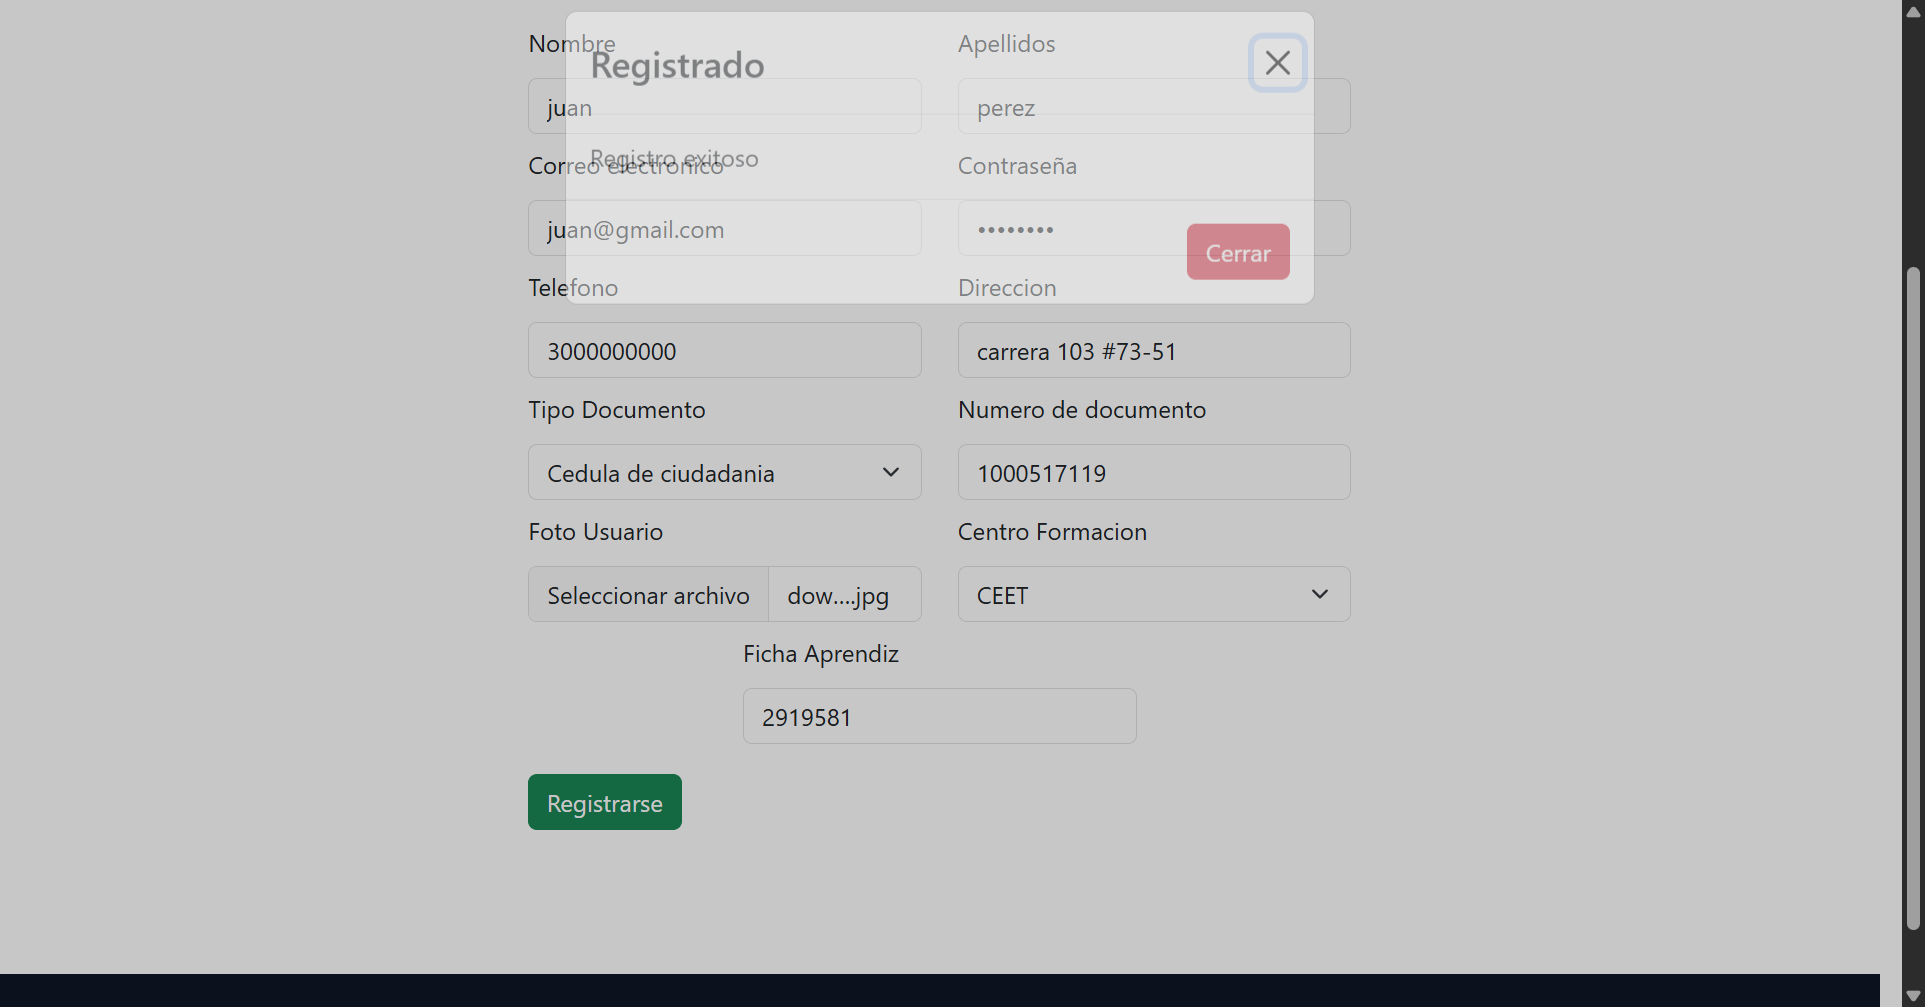 Nombre
Apellidos
Registrado
juan
perez
Registro exitoso
Correo electronico
Contraseña
juan@gmail.com
••••••••
Cerrar
Telefono
Direccion
3000000000
carrera 103 #73-51
Tipo Documento
Numero de documento
Cedula de ciudadania
1000517119
Foto Usuario
Centro Formacion
Seleccionar archivo
dow....jpg
CEET
Ficha Aprendiz
2919581
Registrarse